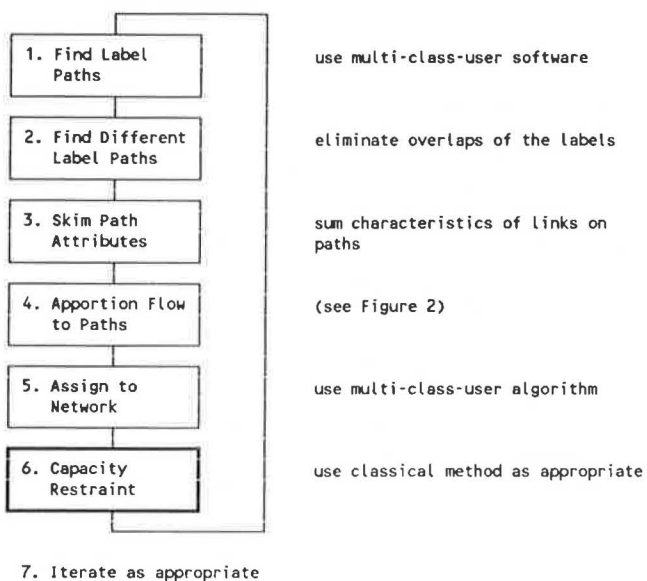 1. Find Label
Paths
use multi-class-user software
2. Find Different
Label Paths
eliminate overlaps of the labels
3. Skim Path
Attributes
sum characteristics of links on
paths
4. Apportion Flow
to Paths
(see Figure 2)
5. Assign to
Network
use multi-class-user algorithm
6. Capacity
Restraint
use classical method as appropriate
7. Iterate as appropriate